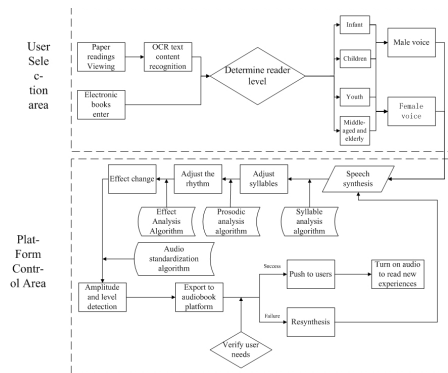 User
Sele
c-
tion
area
Paper
readings
Viewing
OCR text
content
recognition
Electronic
books
enter
Determine reader
level
Infant
Children
Youth
Middle-
aged and
elderly
Male voice
Female
voice
Plat-
Form
Contr
ol Area
Effect change
Adjust the
rhythm
Adjust
syllables
Speech
synthesis
Effect
Analysis
Algorithm
Prosodic
analysis
algorithm
Syllable
analysis
algorithm
Audio
standardization
algorithm
Amplitude
and level
detection
Export to
audiobook
platform
Success
Push to users
Turn on audio
to read new
experiences
Failure
Resynthesis
Verify user
needs